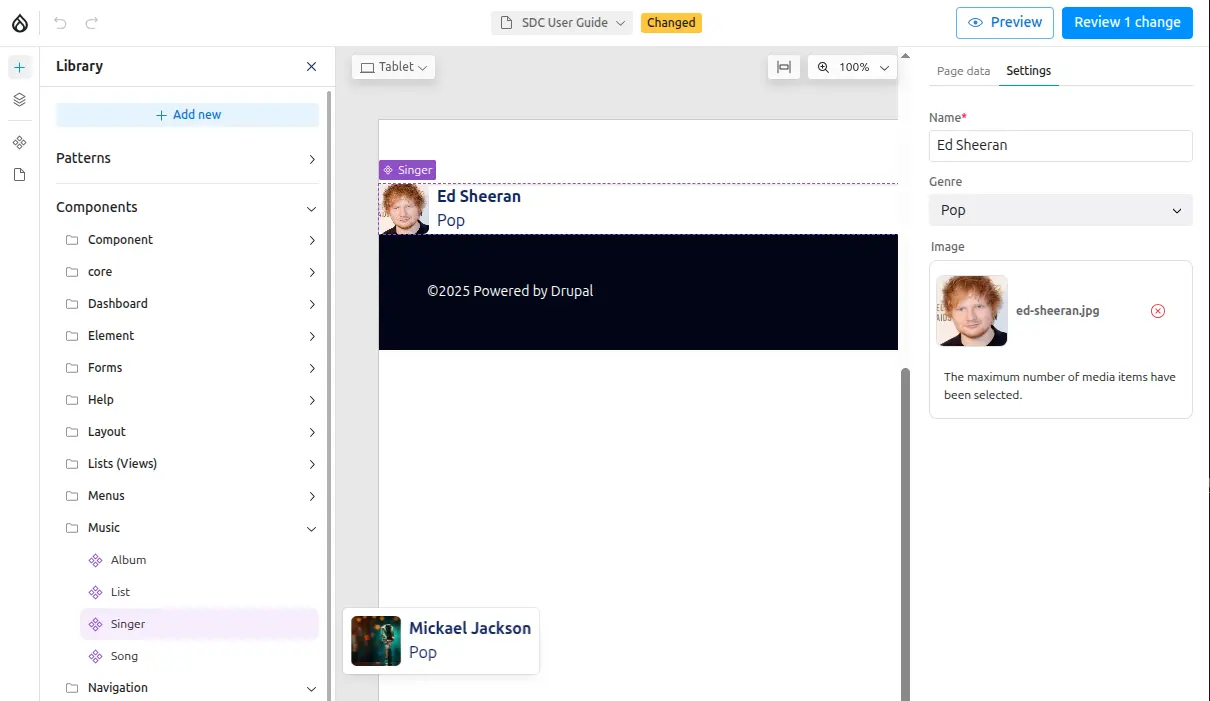 SDC User Guide
Changed
Preview
Review 1 change
Library
Add new
Patterns
Components
Component
core
Dashboard
Element
Forms
Help
Layout
Lists (Views)
Menus
Music
Album
List
Singer
Song
Navigation
Tablet
100%
Singer
Ed Sheeran
Pop
©2025 Powered by Drupal
Mickael Jackson
Pop
Page data
Settings
Name*
Ed Sheeran
Genre
Pop
Image
ed-sheeran.jpg
The maximum number of media items have
been selected.